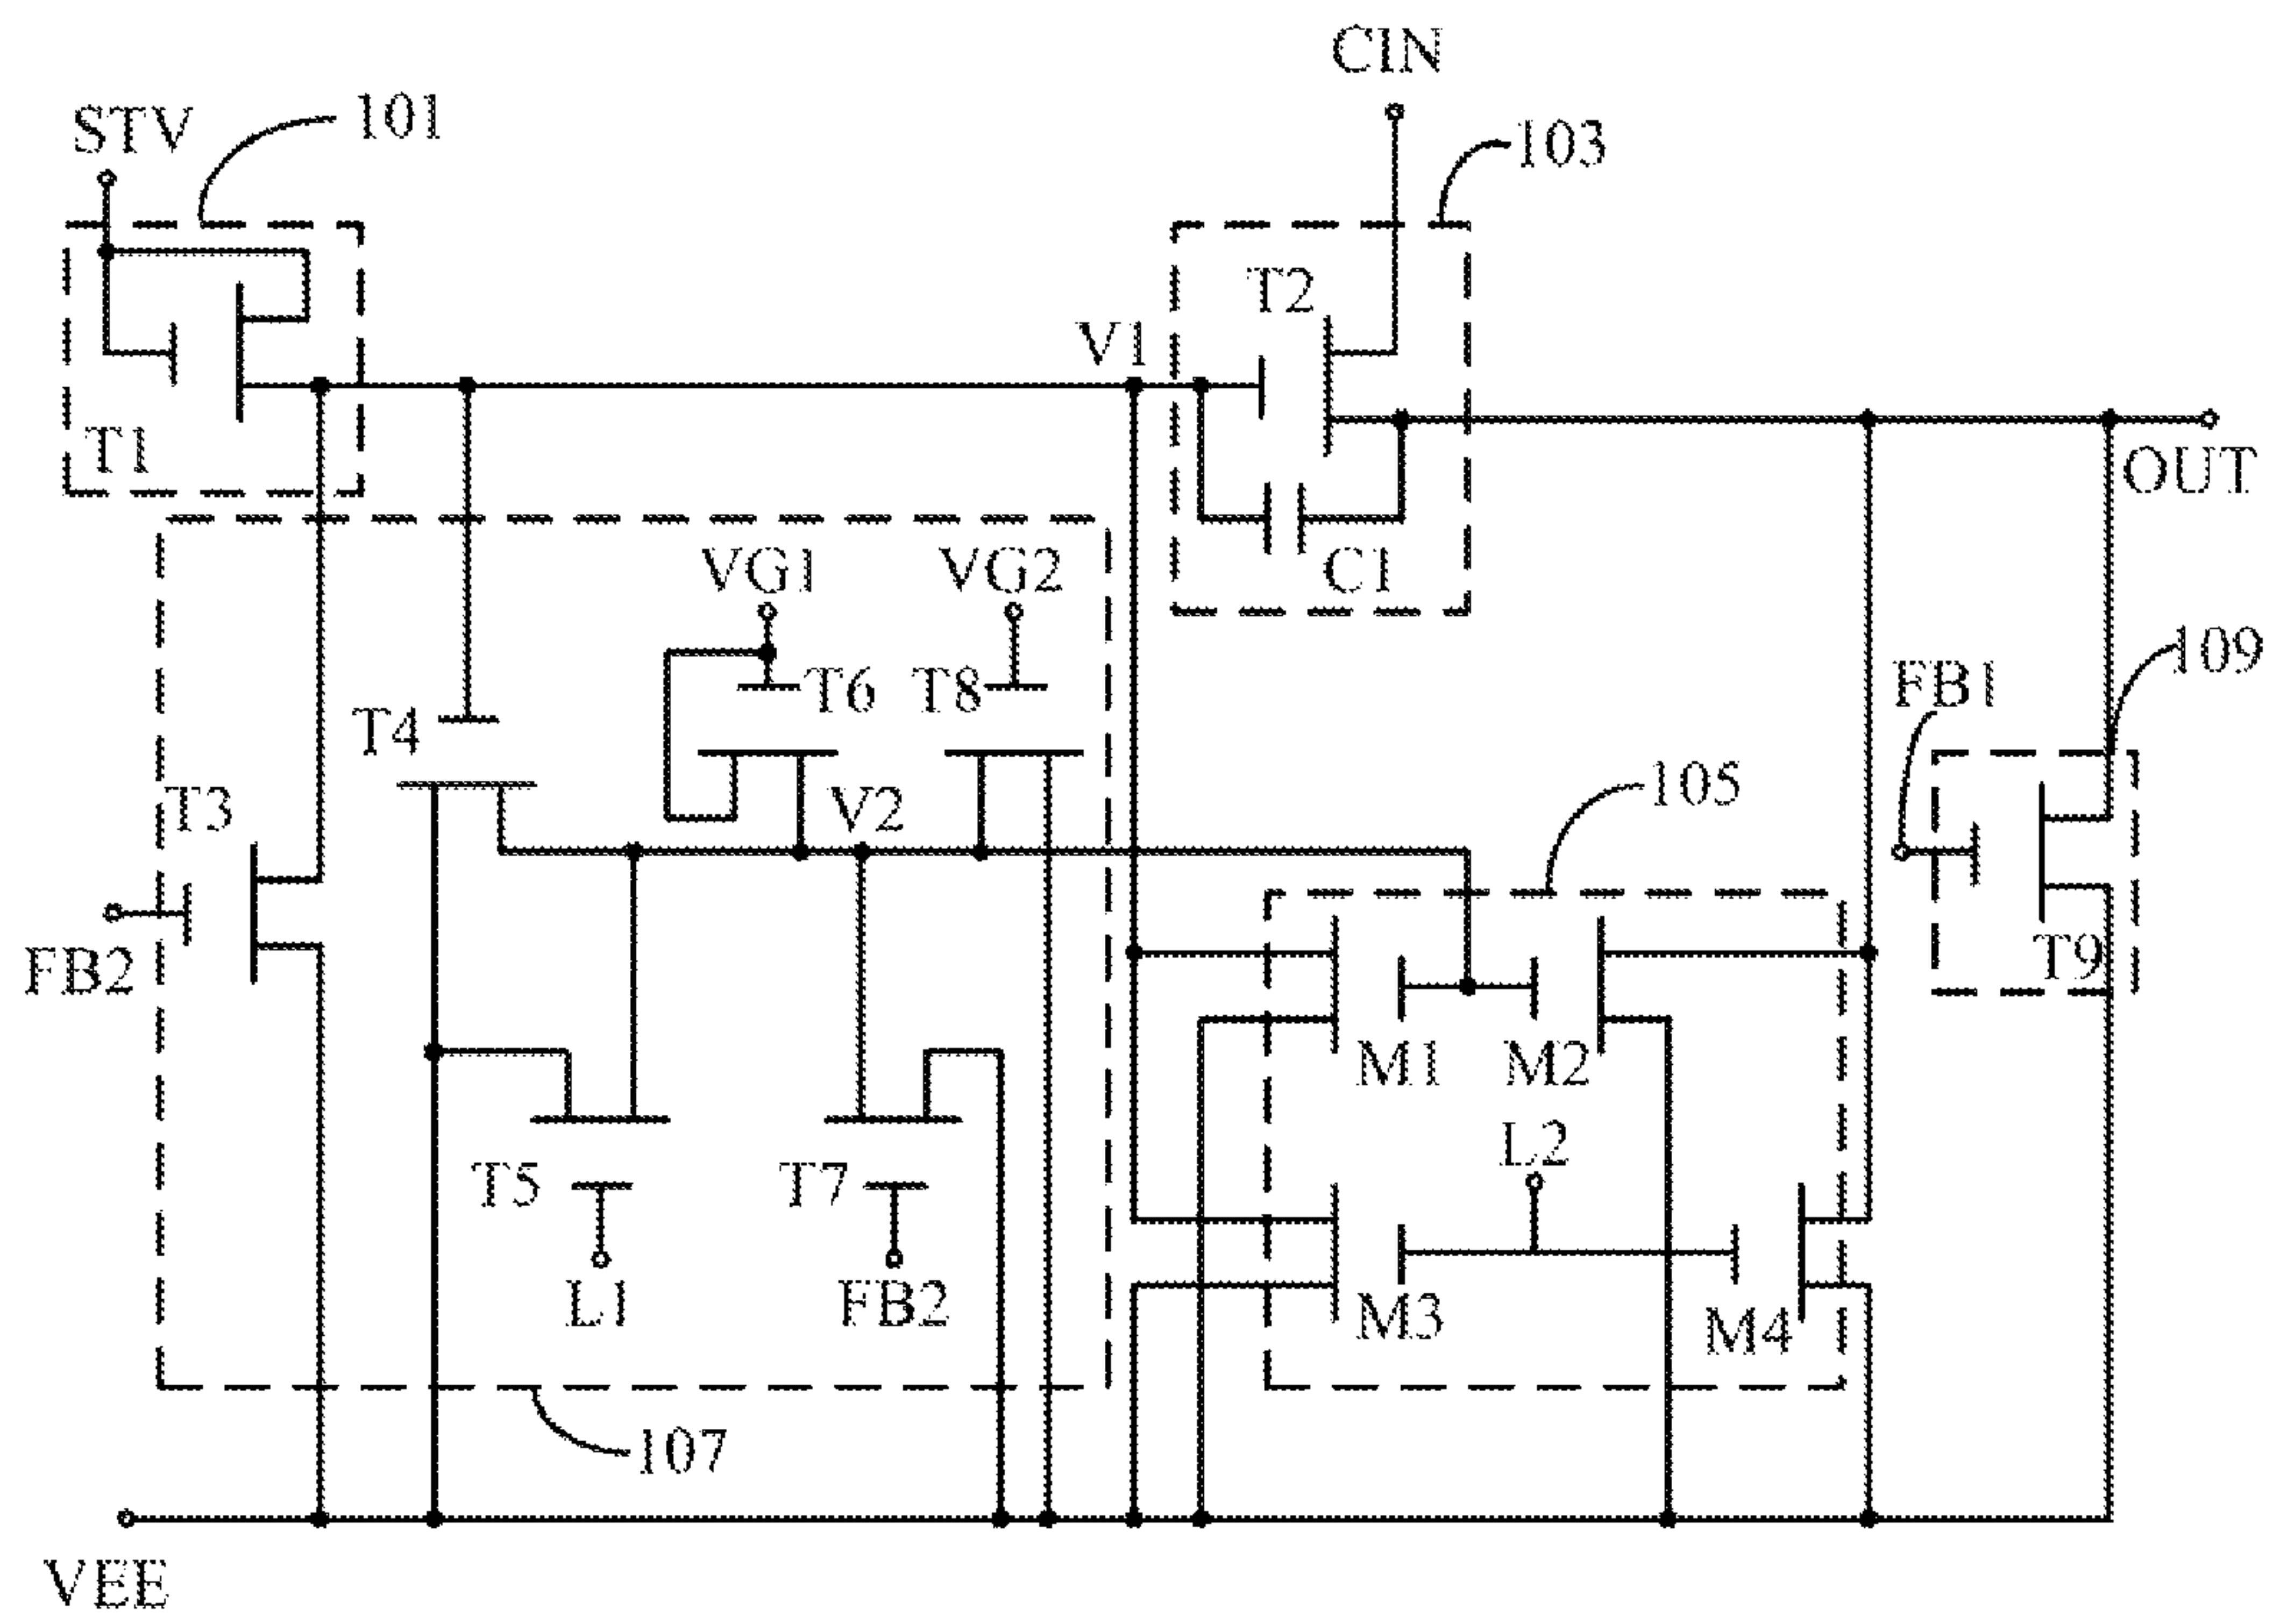 CIN
STV
101
103
T2
V1
T1
OUT
VG1
VG2
C1
109
T6
T8
FB1
T4
105
T3
V2
T9
FB2
M1
M2
L2
T5
T7
L1
FB2
M3
M4
107
VEE